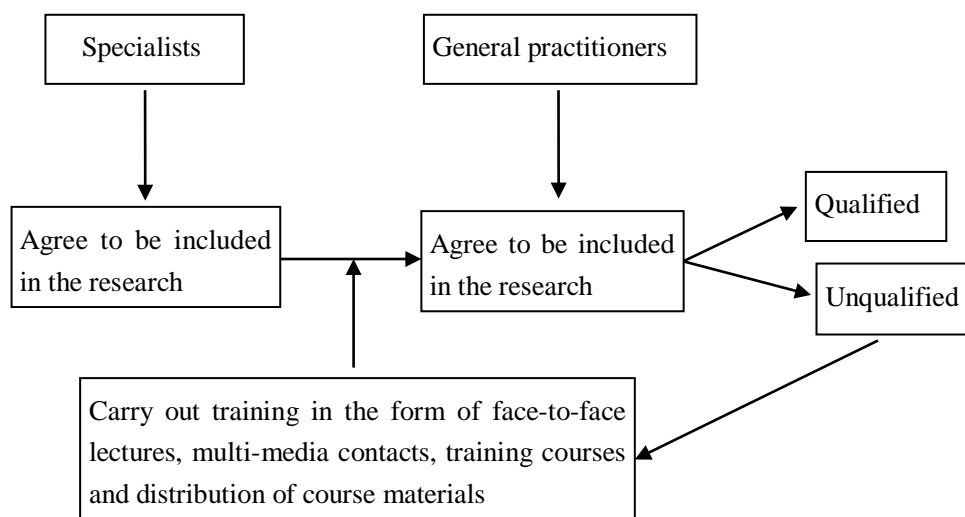 Specialists
General practitioners
Agree to be included
in the research
Agree to be included
in the research
Qualified
Unqualified
Carry out training in the form of face-to-face
lectures, multi-media contacts, training courses
and distribution of course materials